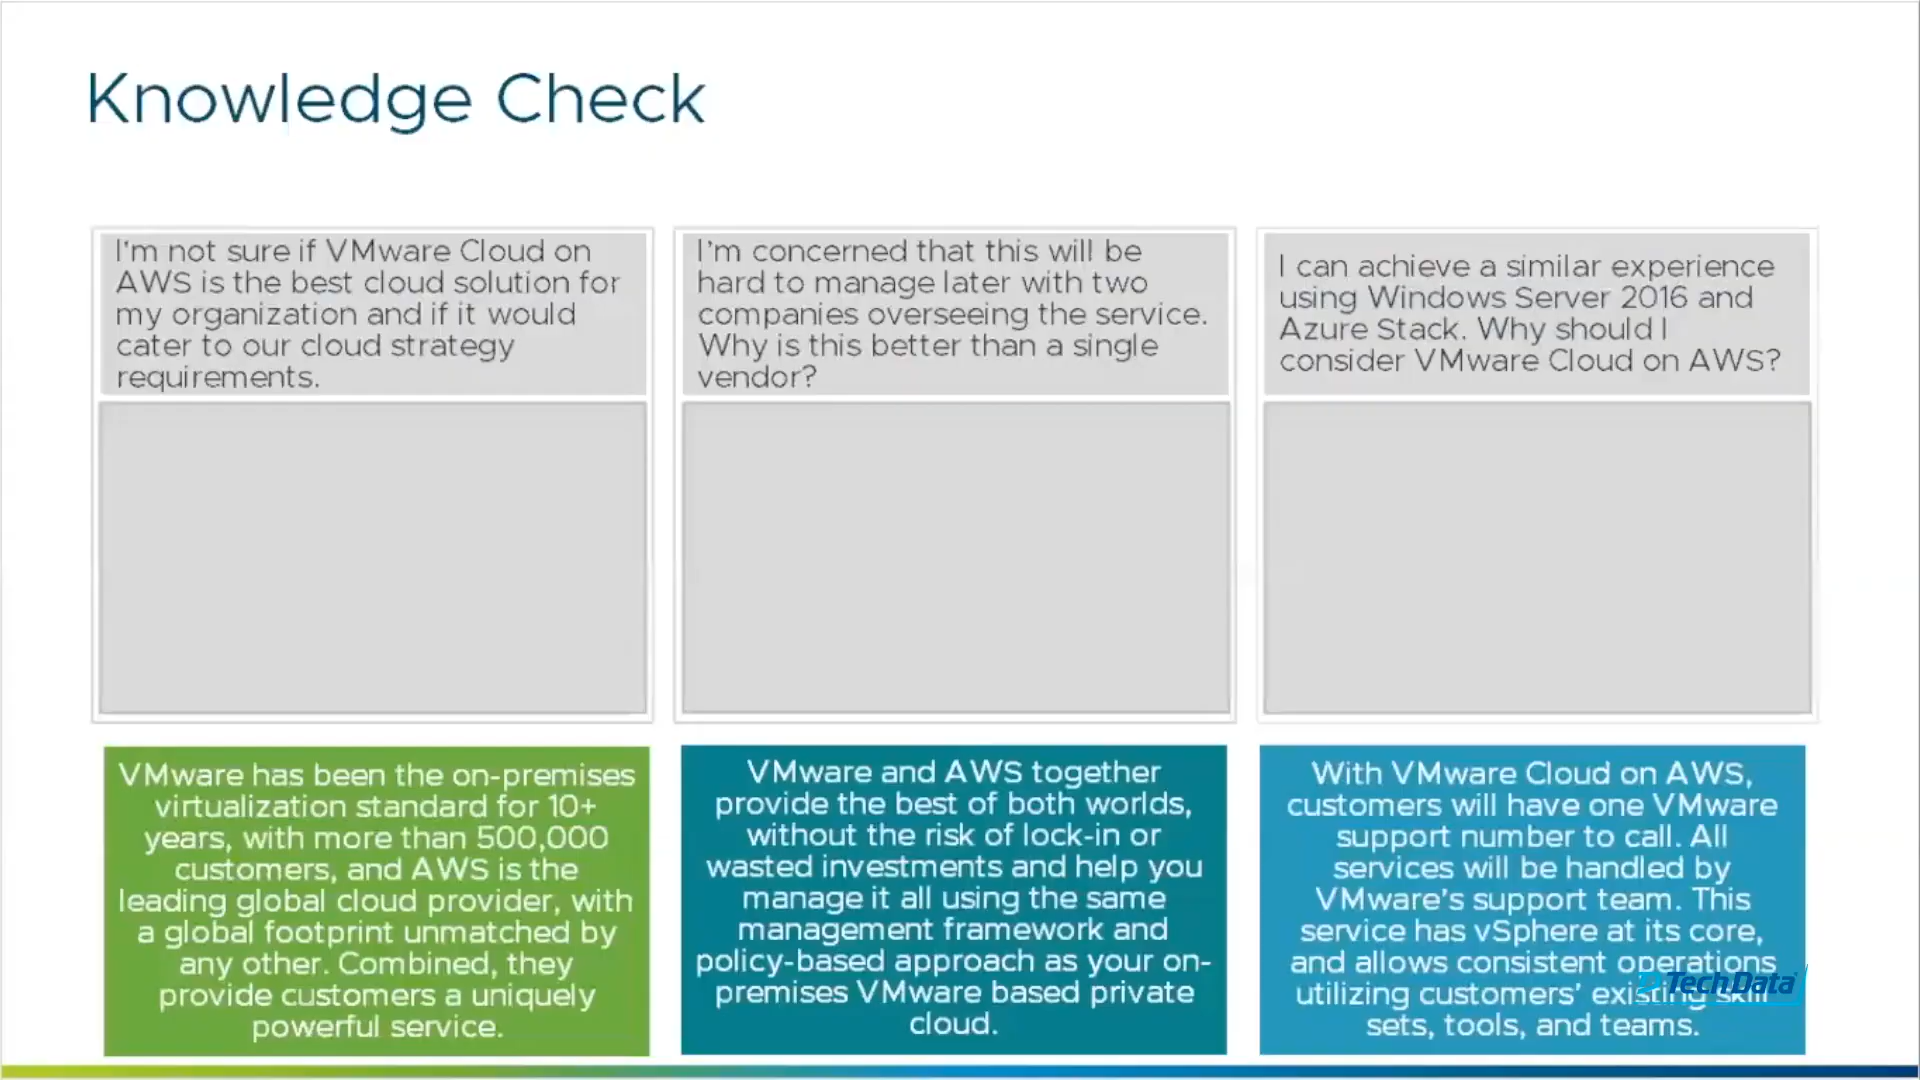 Knowledge Check
I'm not sure if VMware Cloud on
AWS is the best cloud solution for
my organization and if it would
cater to our cloud strategy
requirements.
I'm concerned that this will be
hard to manage later with two
companies overseeing the service.
Why is this better than a single
vendor?
I can achieve a similar experience
using Windows Server 2016 and
Azure Stack. Why should I
consider VMware Cloud on AWS?
VMware has been the on-premises
virtualization standard for 10+
years, with more than 500,000
customers, and AWS is the
leading global cloud provider, with
a global footprint unmatched by
any other. Combined, they
provide customers a uniquely
powerful service.
VMware and AWS together
provide the best of both worlds,
without the risk of lock-in or
wasted investments and help you
manage it all using the same
management framework and
policy-based approach as your on-
premises VMware based private
cloud.
With VMware Cloud on AWS,
customers will have one VMware
support number to call. All
services will be handled by
VMware's support team. This
service has vSphere at its core,
and allows consistent operations
utilizing customers' existing skill
sets, tools, and teams.
Tech Data